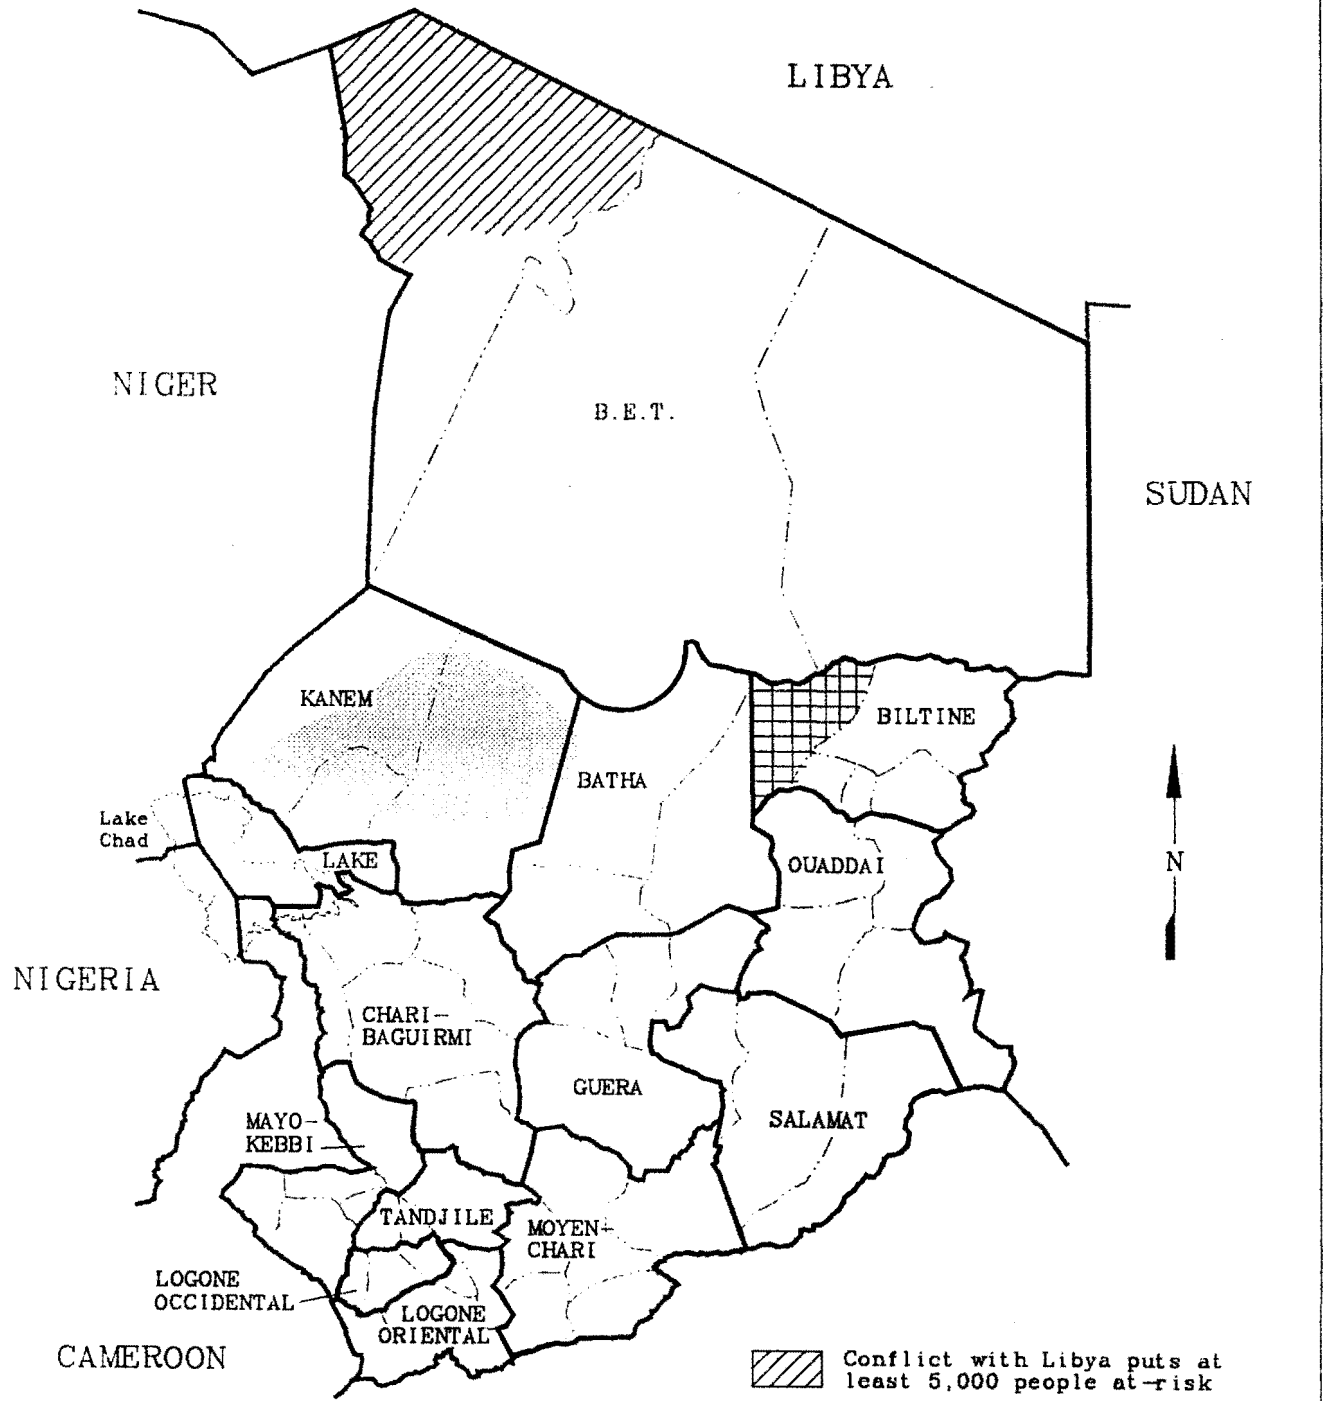 LIBYA
NIGER
B.E.T.
SUDAN
KANEM
BILTINE
BATHA
Lake
Chad
LAKE
OUADDAI
N
NIGERIA
CHARI-
BAGUIRMI
GUERA
MAYO-
KEBBI
SALAMAT
TANDJILE
MOYEN-
CHARI
LOGONE
OCCIDENTAL
LOGONE
ORIENTAL
CAMEROON
Conflict with Libya puts at
least 5,000 people at-risk